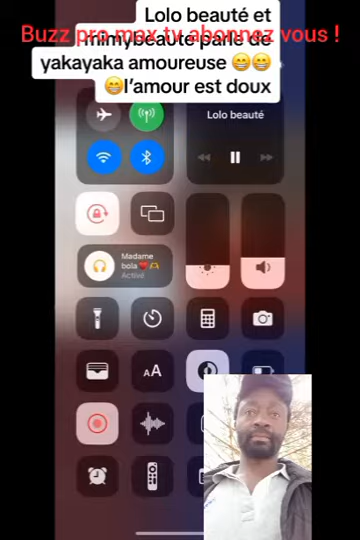 Lolo beauté et
Buzz pro max tv abonnez vous !
mimybeauté parle de
yakayaka amoureuse 😁😁
😁l'amour est doux
Lolo beauté
Madame
bola❤️🫶
Activé
AA